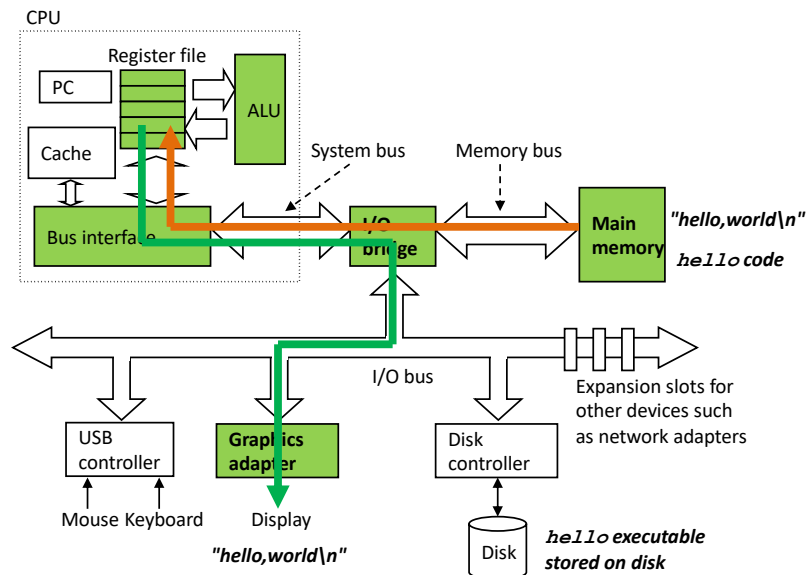 CPU
Register file
PC
ALU
Cache
System bus
Memory bus
Bus interface
I/O
bridge
Main
memory
"hello,world\n"
hello code
I/O bus
Expansion slots for
other devices such
as network adapters
USB
controller
Graphics
adapter
Disk
controller
Mouse Keyboard
Display
"hello,world\n"
Disk
hello executable
stored on disk